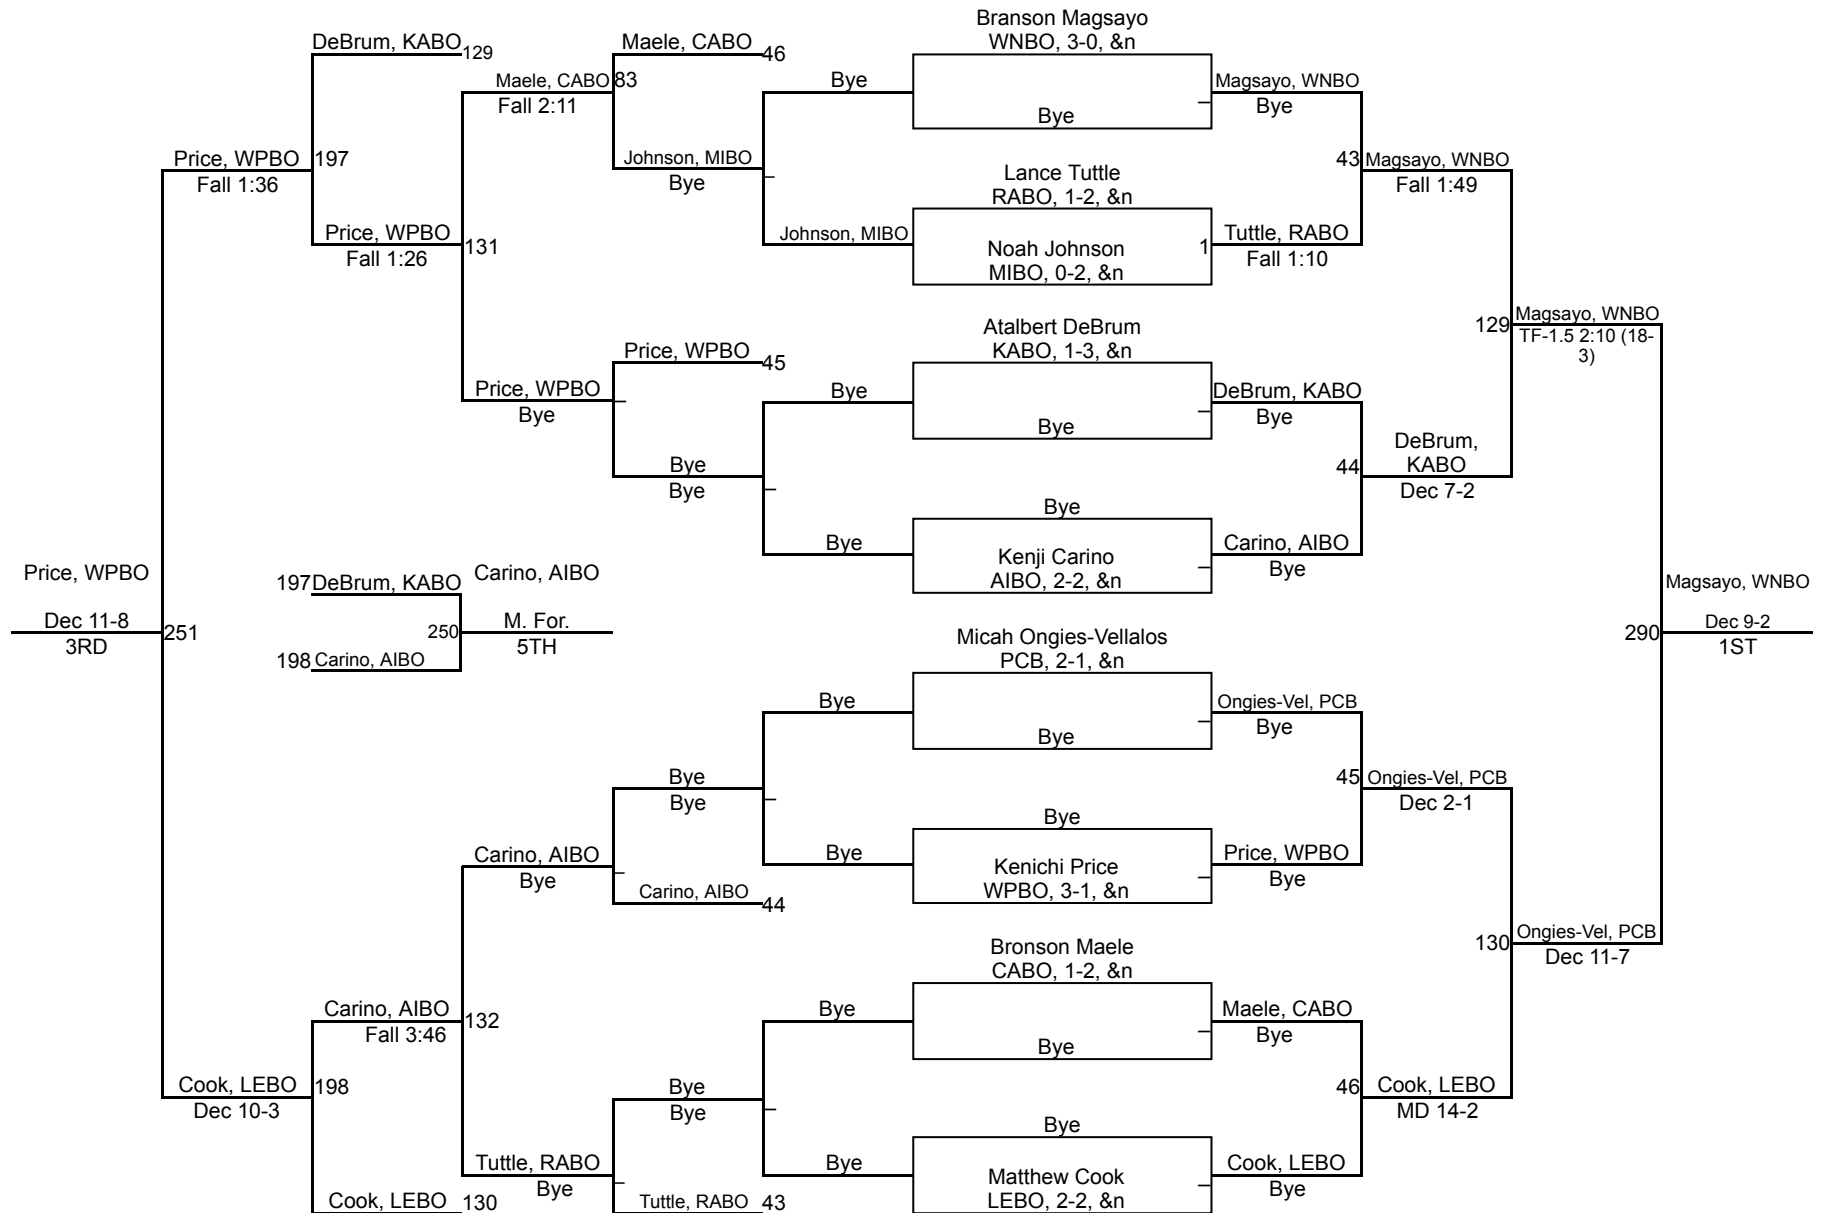 Branson Magsayo
WNBO, 3-0, &n
DeBrum, KABO
129
Maele, CABO
46
Maele, CABO
83
Fall 2:11
Bye
Magsayo, WNBO
Bye
Bye
Price, WPBO
197
Fall 1:36
Johnson, MIBO
Bye
43
Magsayo, WNBO
Fall 1:49
Lance Tuttle
RABO, 1-2, &n
Price, WPBO
131
Fall 1:26
Johnson, MIBO
Noah Johnson
MIBO, 0-2, &n
1
Tuttle, RABO
Fall 1:10
Atalbert DeBrum
KABO, 1-3, &n
129
Magsayo, WNBO
TF-1.5 2:10 (18-
3)
Price, WPBO
45
Price, WPBO
Bye
Bye
DeBrum, KABO
Bye
Bye
Bye
Bye
44
DeBrum,
KABO
Dec 7-2
Bye
Bye
Kenji Carino
AIBO, 2-2, &n
Carino, AIBO
Bye
Price, WPBO
Dec 11-8
3RD
251
197
DeBrum, KABO
198
Carino, AIBO
250
Carino, AIBO
M. For.
5TH
290
Magsayo, WNBO
Dec 9-2
1ST
Micah Ongies-Vellalos
PCB, 2-1, &n
Bye
Bye
Ongies-Vel, PCB
Bye
Bye
Bye
45
Ongies-Vel, PCB
Dec 2-1
Bye
Carino, AIBO
Bye
Bye
Kenichi Price
WPBO, 3-1, &n
Price, WPBO
Bye
Carino, AIBO
44
Bronson Maele
CABO, 1-2, &n
130
Ongies-Vel, PCB
Dec 11-7
Carino, AIBO
132
Fall 3:46
Bye
Bye
Maele, CABO
Bye
Cook, LEBO
198
Dec 10-3
Bye
Bye
46
Cook, LEBO
MD 14-2
Bye
Tuttle, RABO
Bye
Bye
Matthew Cook
LEBO, 2-2, &n
Cook, LEBO
Bye
Cook, LEBO
130
Tuttle, RABO
43